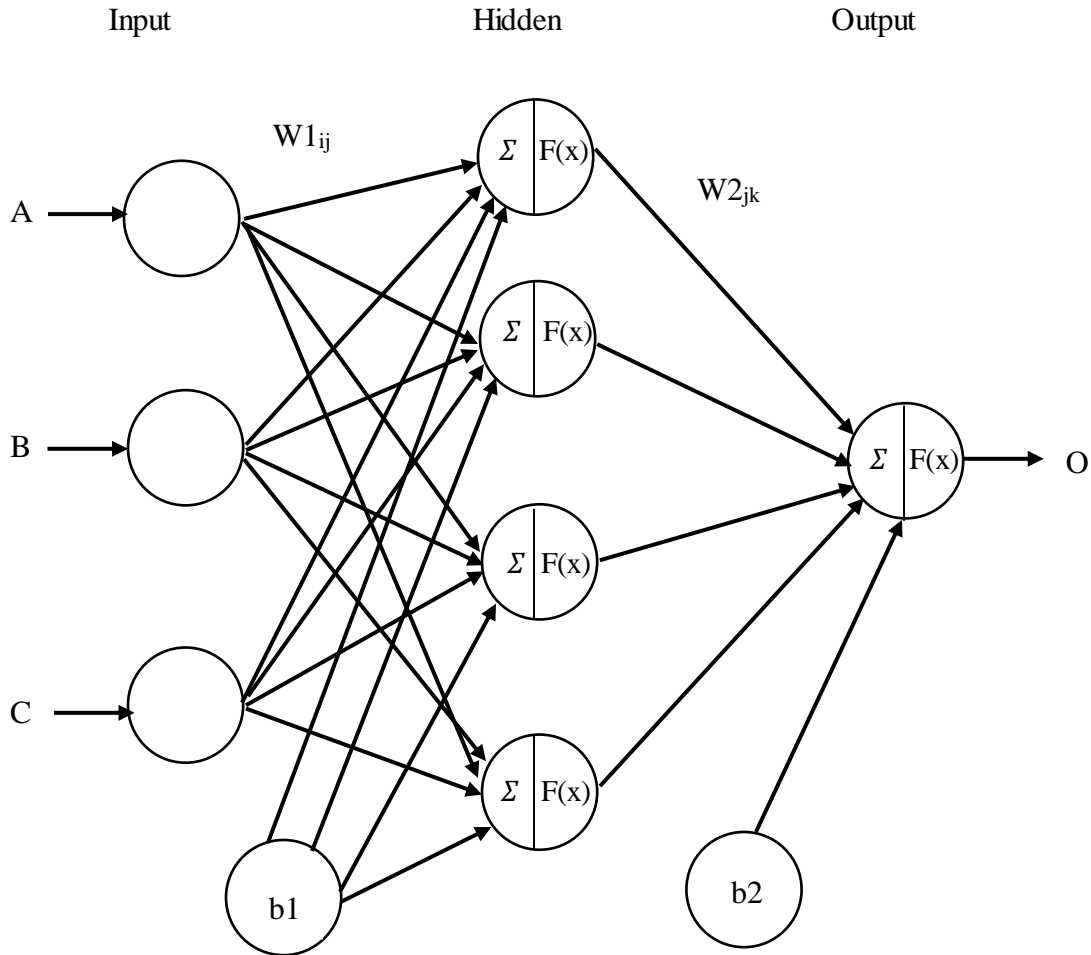 Input Hidden Output
W1ij
Σ F(x)
W2jk
A
Σ F(x)
B
Σ F(x)
O
Σ F(x)
C
Σ F(x)
b1
b2